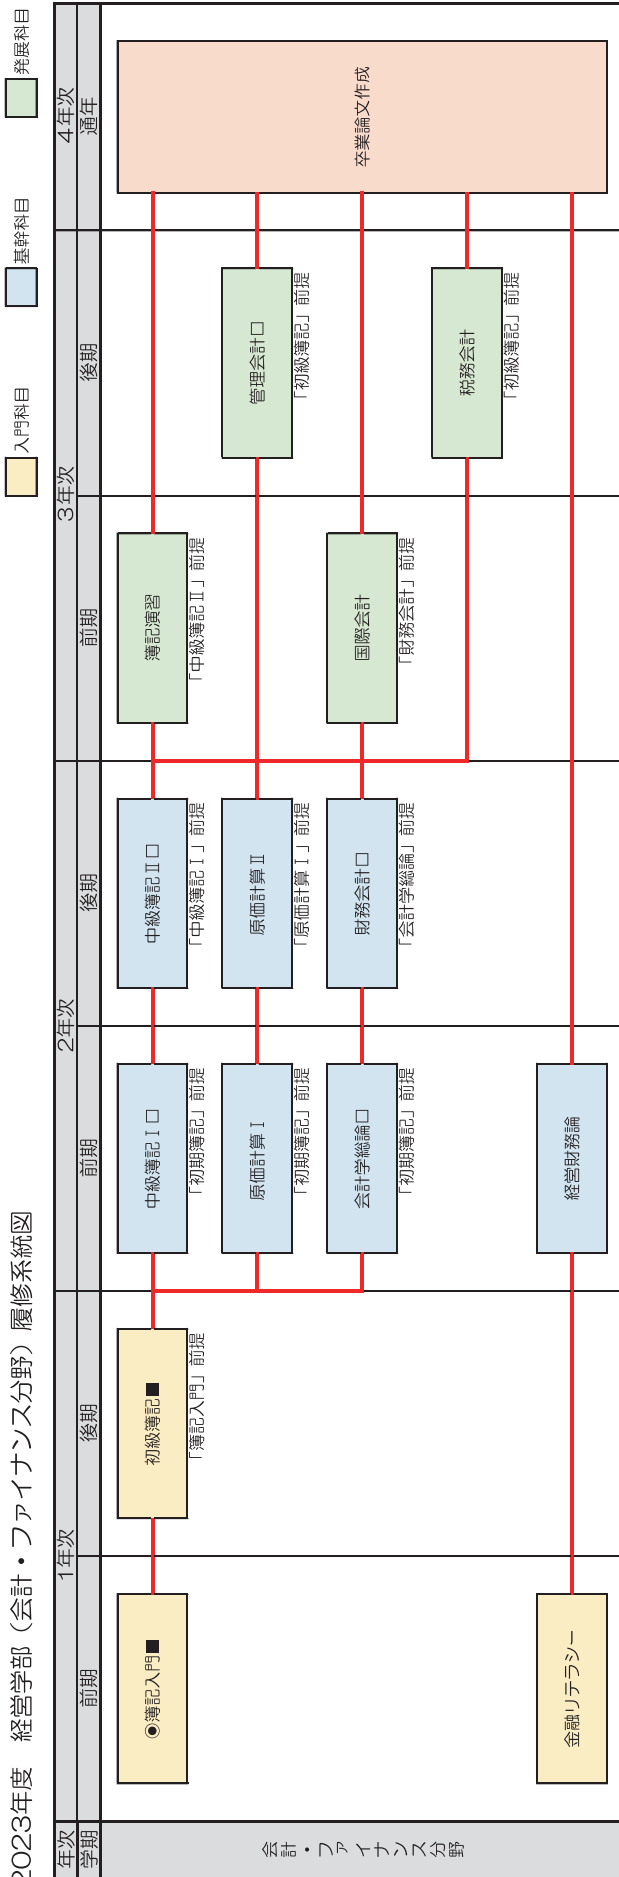 2023年度　経営学部（会計・ファイナンス分野）履修系統図
入門科目
基幹科目
発展科目
年次
1年次
2年次
3年次
4年次
学期
前期
後期
前期
後期
前期
後期
通年
会計・ファイナンス分野
◉簿記入門■
初級簿記■
「簿記入門」前提
中級簿記Ⅰ□
「初期簿記」前提
中級簿記Ⅱ□
「中級簿記Ⅰ」前提
簿記演習
「中級簿記Ⅱ」前提
原価計算Ⅰ
「初期簿記」前提
原価計算Ⅱ
「原価計算Ⅰ」前提
管理会計□
「初級簿記」前提
会計学総論□
「初期簿記」前提
財務会計□
「会計学総論」前提
国際会計
「財務会計」前提
税務会計
「初級簿記」前提
金融リテラシー
経営財務論
卒業論文作成